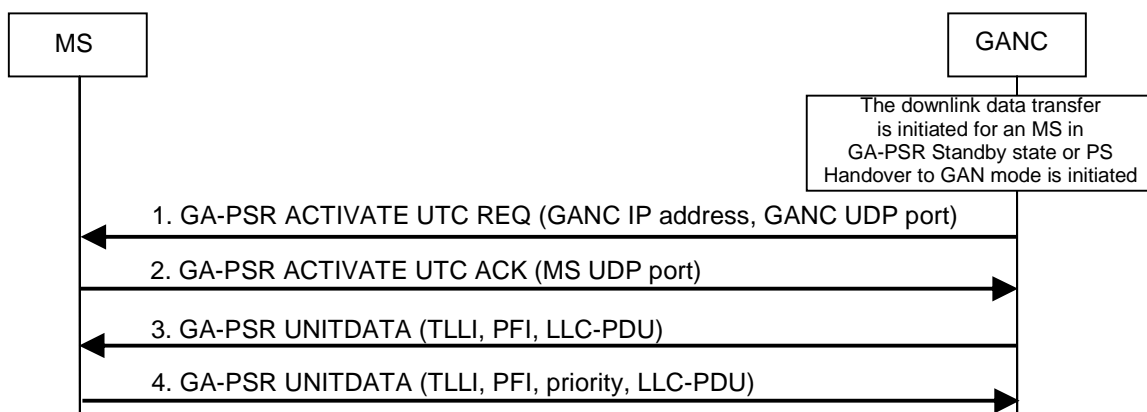 MS
GANC
The downlink data transfer
is initiated for an MS in
GA-PSR Standby state or PS
Handover to GAN mode is initiated
1. GA-PSR ACTIVATE UTC REQ (GANC IP address, GANC UDP port)
2. GA-PSR ACTIVATE UTC ACK (MS UDP port)
3. GA-PSR UNITDATA (TLLI, PFI, LLC-PDU)
4. GA-PSR UNITDATA (TLLI, PFI, priority, LLC-PDU)